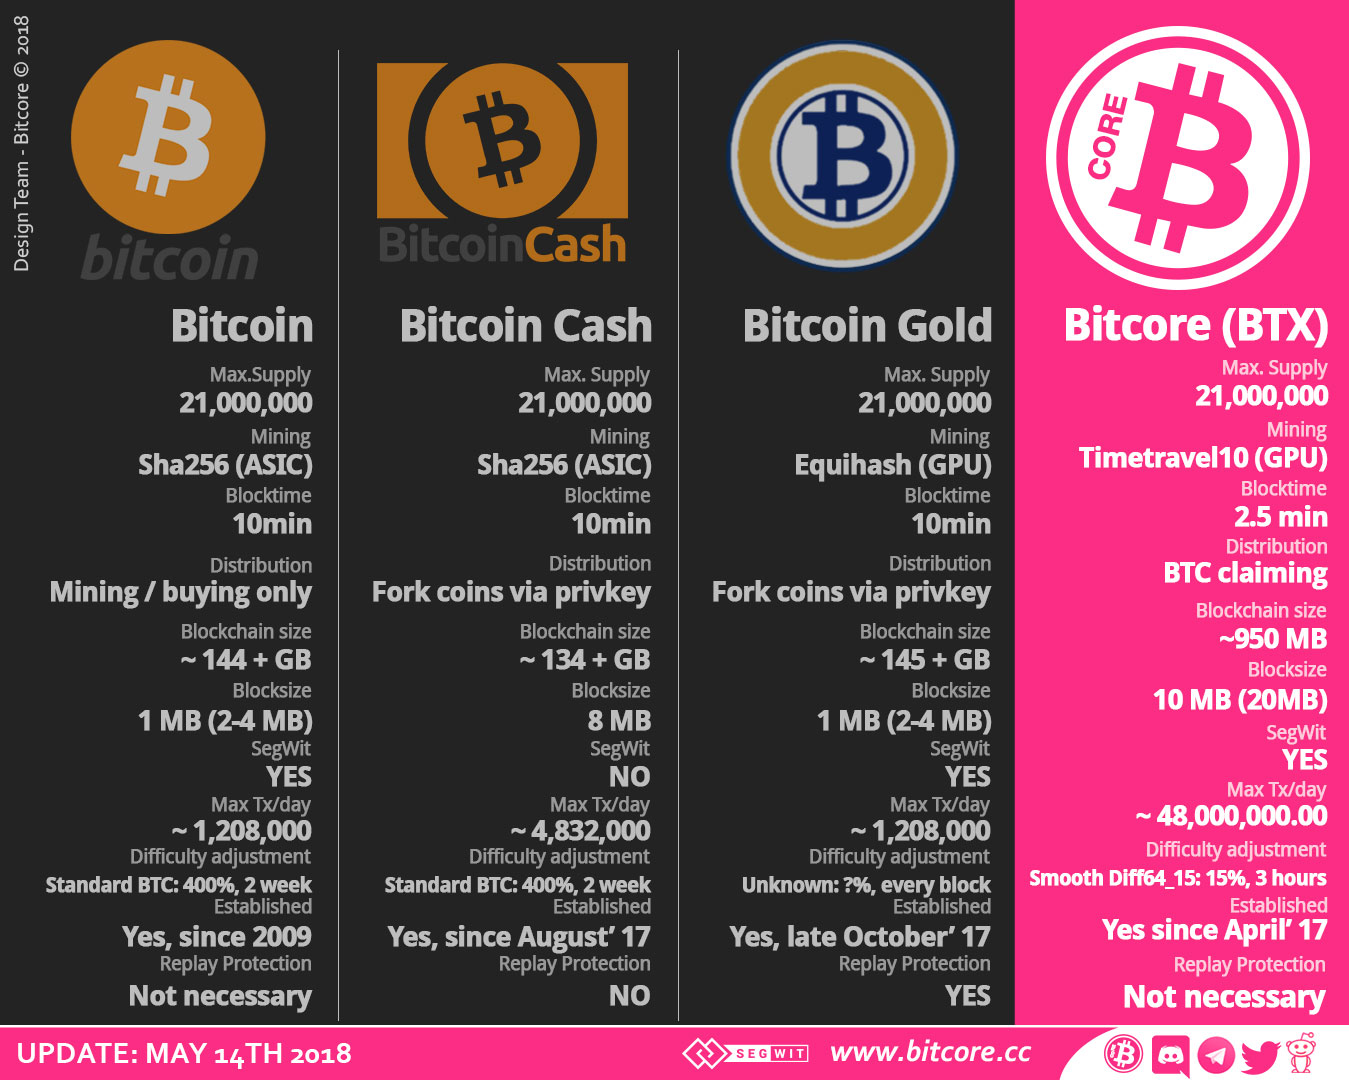 Design Team - Bitcore © 2018
bitcoin
Bitcoin
Max.Supply
21,000,000
Mining
Sha256 (ASIC)
Blocktime
10min
Distribution
Mining / buying only
Blockchain size
~ 144 + GB
Blocksize
1 MB (2-4 MB)
SegWit
YES
Max Tx/day
~ 1,208,000
Difficulty adjustment
Standard BTC: 400%, 2 week
Established
Yes, since 2009
Replay Protection
Not necessary
BitcoinCash
Bitcoin Cash
Max. Supply
21,000,000
Mining
Sha256 (ASIC)
Blocktime
10min
Distribution
Fork coins via privkey
Blockchain size
~ 134 + GB
Blocksize
8 MB
SegWit
NO
Max Tx/day
~ 4,832,000
Difficulty adjustment
Standard BTC: 400%, 2 week
Established
Yes, since August’ 17
Replay Protection
NO
Bitcoin Gold
Max. Supply
21,000,000
Mining
Equihash (GPU)
Blocktime
10min
Distribution
Fork coins via privkey
Blockchain size
~ 145 + GB
Blocksize
1 MB (2-4 MB)
SegWit
YES
Max Tx/day
~ 1,208,000
Difficulty adjustment
Unknown: ?%, every block
Established
Yes, late October’ 17
Replay Protection
YES
CORE
Bitcore (BTX)
Max. Supply
21,000,000
Mining
Timetravel10 (GPU)
Blocktime
2.5 min
Distribution
BTC claiming
Blockchain size
~950 MB
Blocksize
10 MB (20MB)
SegWit
YES
Max Tx/day
~ 48,000,000.00
Difficulty adjustment
Smooth Diff64_15: 15%, 3 hours
Established
Yes since April’ 17
Replay Protection
Not necessary
UPDATE: MAY 14TH 2018
SEGWIT
www.bitcore.cc